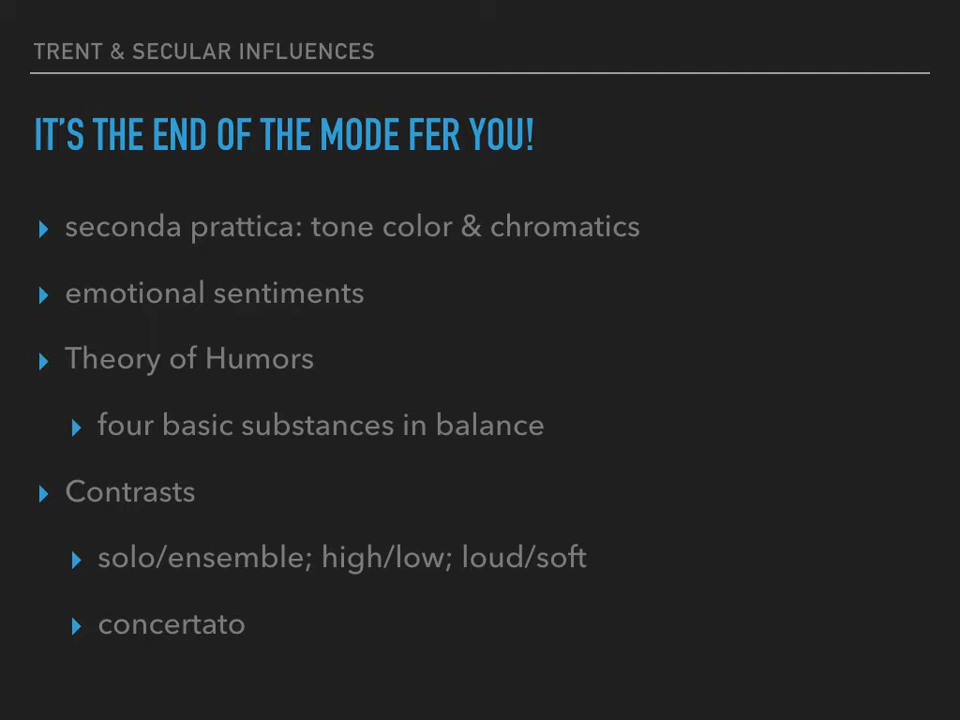 TRENT & SECULAR INFLUENCES
IT'S THE END OF THE MODE FER YOU!
seconda prattica: tone color & chromatics
emotional sentiments
Theory of Humors
four basic substances in balance
Contrasts
solo/ensemble; high/low; loud/soft
concertato